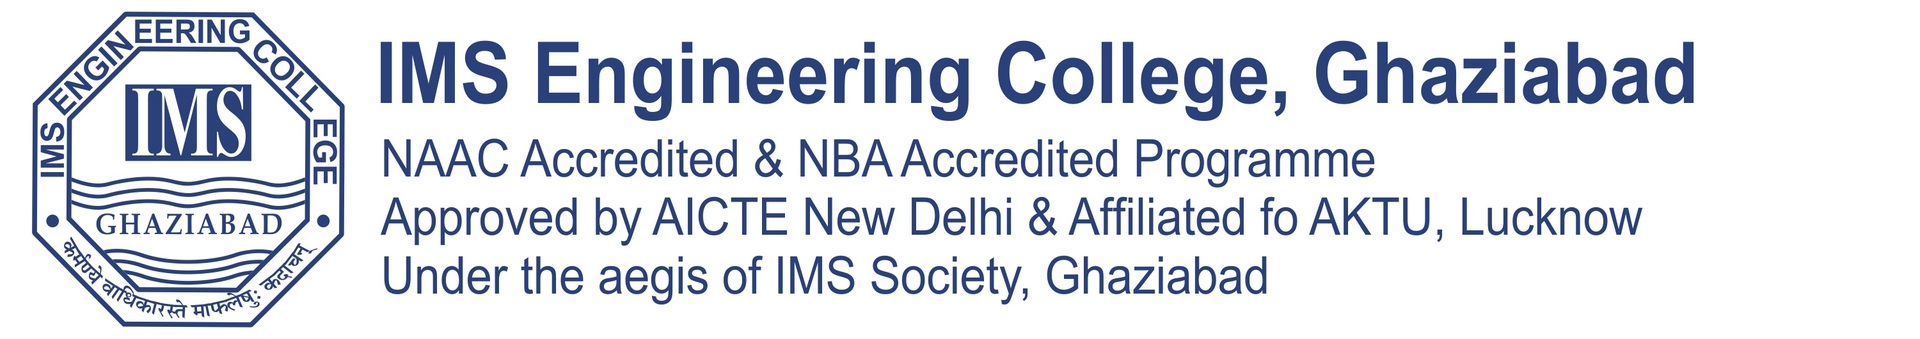 IMS ENGINEERING COLLEGE
IMS
GHAZIABAD
कर्मण्ये वाधिकारस्ते माफलेषु: कदाचन्
IMS Engineering College, Ghaziabad
NAAC Accredited & NBA Accredited Programme
Approved by AICTE New Delhi & Affiliated fo AKTU, Lucknow
Under the aegis of IMS Society, Ghaziabad